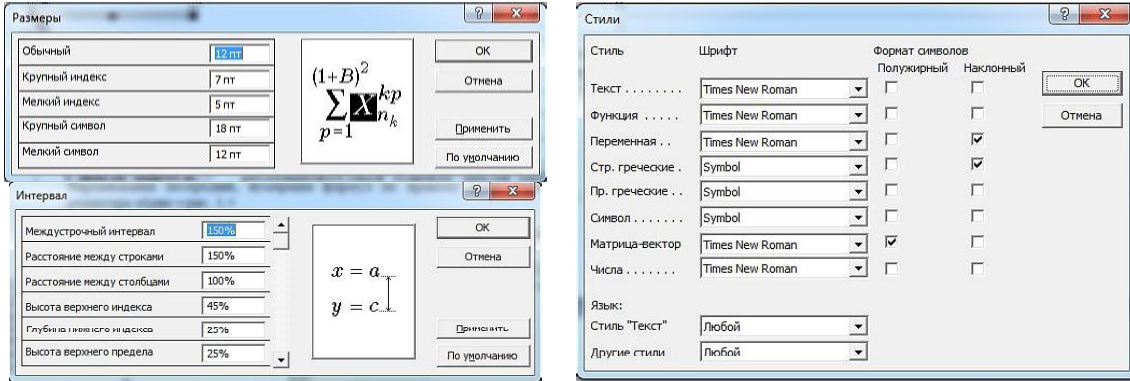 Размеры
Обычный 12 пт
Крупный индекс 7 пт
Мелкий индекс 5 пт
Крупный символ 18 пт
Мелкий символ 12 пт
(1+B)²
∑ X kp nₖ
p=1
ОК
Отмена
Применить
По умолчанию
Интервал
Междустрочный интервал 150%
Расстояние между строками 150%
Расстояние между столбцами 100%
Высота верхнего индекса 45%
Глубина нижнего индекса 25%
Высота верхнего предела 25%
x = a
y = c
ОК
Отмена
Применить
По умолчанию
Стили
Стиль Шрифт Формат символов
Полужирный Наклонный
Текст . . . . . . . . Times New Roman
Функция . . . . . Times New Roman
Переменная . . Times New Roman
Стр. греческие . Symbol
Пр. греческие . . Symbol
Символ . . . . . . . Symbol
Матрица-вектор Times New Roman
Числа . . . . . . . Times New Roman
ОК
Отмена
Язык:
Стиль "Текст" Любой
Другие стили Любой